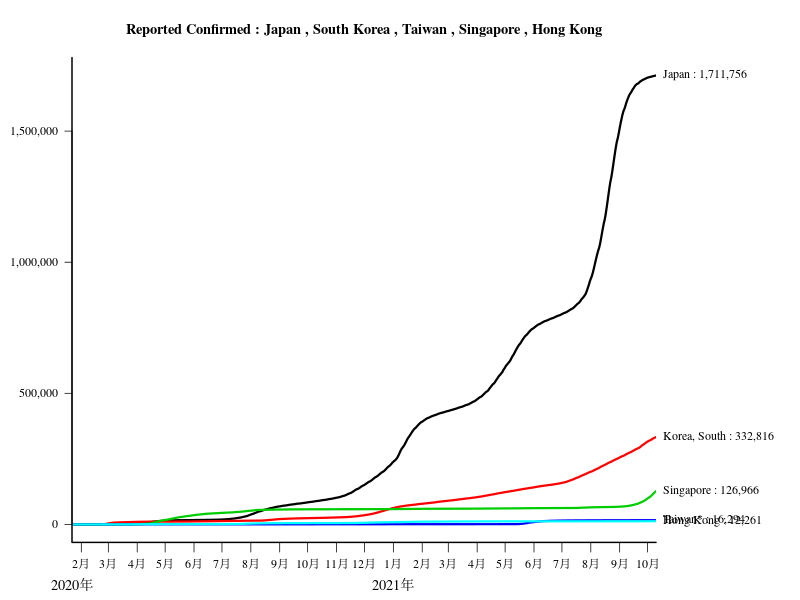 Reported Confirmed : Japan , South Korea , Taiwan , Singapore , Hong Kong
Japan : 1,711,756
1,500,000
1,000,000
500,000
Korea, South : 332,816
Singapore : 126,966
0
2月 3月 4月 5月 6月 7月 8月 9月 10月 11月 12月 1月 2月 3月 4月 5月 6月 7月 8月 9月 10月
2020年 2021年